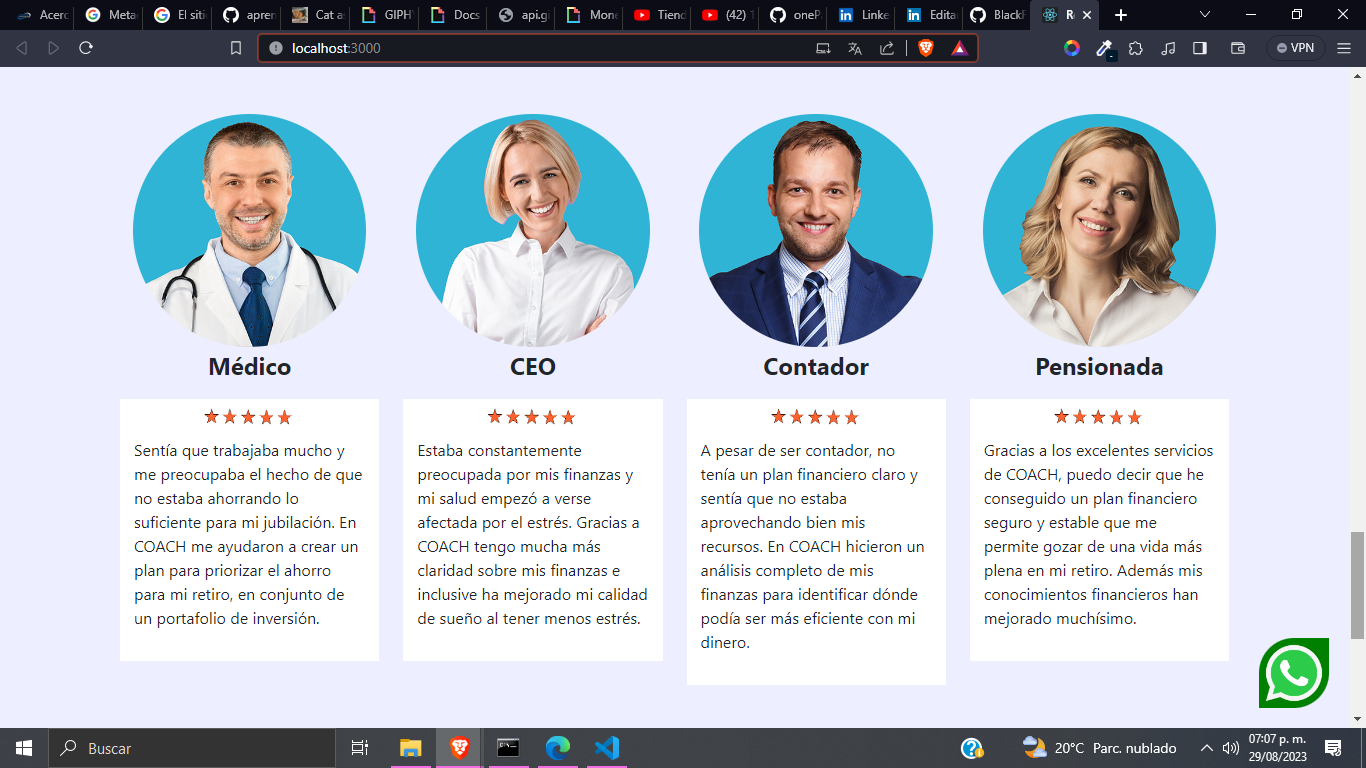 Acerc
Meta
El siti
apren
Cat as
GIPHY
Docs
api.gi
Mone
Tiend
(42) 1
onePa
Linke
Edita
BlackF
Re
localhost:3000
VPN
Médico
CEO
Contador
Pensionada
Sentía que trabajaba mucho y
me preocupaba el hecho de que
no estaba ahorrando lo
suficiente para mi jubilación. En
COACH me ayudaron a crear un
plan para priorizar el ahorro
para mi retiro, en conjunto de
un portafolio de inversión.
Estaba constantemente
preocupada por mis finanzas y
mi salud empezó a verse
afectada por el estrés. Gracias a
COACH tengo mucha más
claridad sobre mis finanzas e
inclusive ha mejorado mi calidad
de sueño al tener menos estrés.
A pesar de ser contador, no
tenía un plan financiero claro y
sentía que no estaba
aprovechando bien mis
recursos. En COACH hicieron un
análisis completo de mis
finanzas para identificar dónde
podía ser más eficiente con mi
dinero.
Gracias a los excelentes servicios
de COACH, puedo decir que he
conseguido un plan financiero
seguro y estable que me
permite gozar de una vida más
plena en mi retiro. Además mis
conocimientos financieros han
mejorado muchísimo.
Buscar
20°C Parc. nublado
07:07 p. m.
29/08/2023